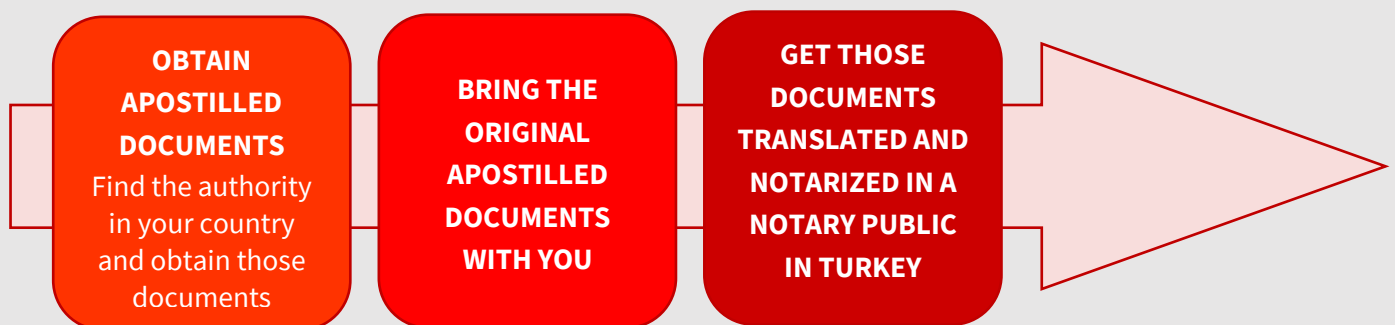 OBTAIN
APOSTILLED
DOCUMENTS
Find the authority
in your country
and obtain those
documents
BRING THE
ORIGINAL
APOSTILLED
DOCUMENTS
WITH YOU
GET THOSE
DOCUMENTS
TRANSLATED AND
NOTARIZED IN A
NOTARY PUBLIC
IN TURKEY